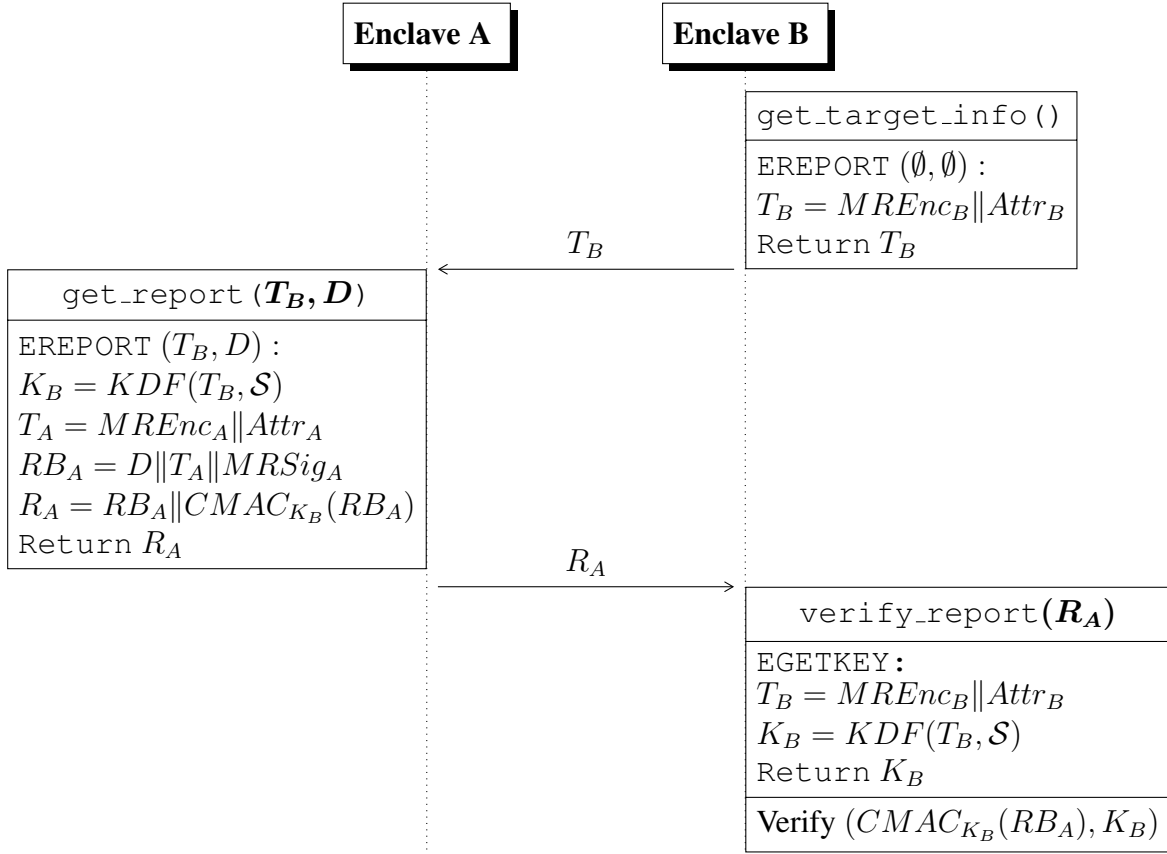 Enclave A
Enclave B
get_target_info()
EREPORT (∅, ∅) :
T_B = MREnc_B‖Attr_B
Return T_B
T_B
get_report(T_B, D)
EREPORT (T_B, D) :
K_B = KDF(T_B, 𝒮)
T_A = MREnc_A‖Attr_A
RB_A = D‖T_A‖MRSig_A
R_A = RB_A‖CMAC_{K_B}(RB_A)
Return R_A
R_A
verify_report(R_A)
EGETKEY:
T_B = MREnc_B‖Attr_B
K_B = KDF(T_B, 𝒮)
Return K_B
Verify (CMAC_{K_B}(RB_A), K_B)